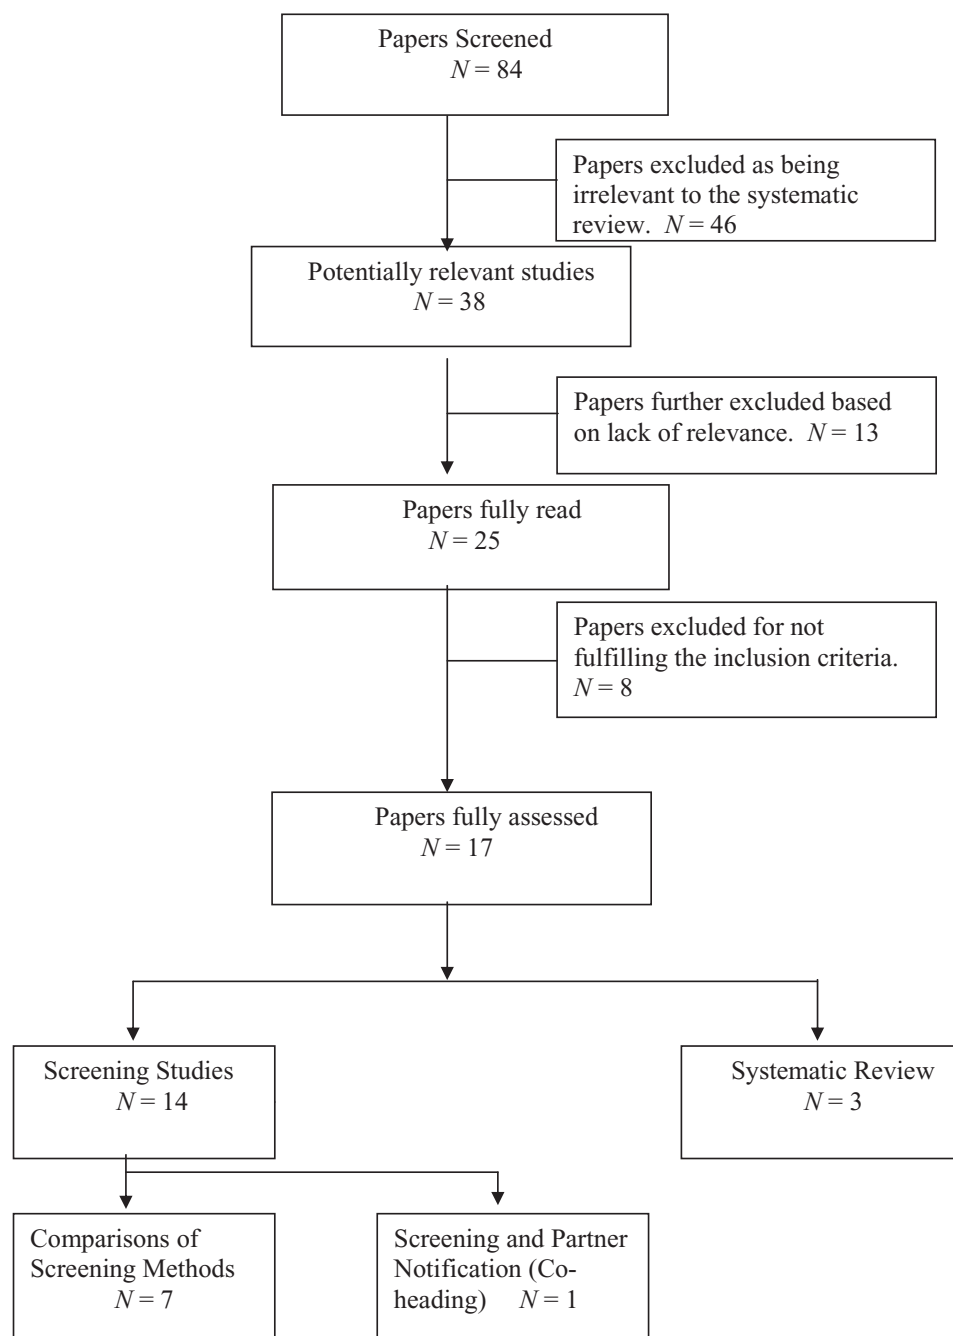 Papers Screened
N = 84
Papers excluded as being
irrelevant to the systematic
review. N = 46
Potentially relevant studies
N = 38
Papers further excluded based
on lack of relevance. N = 13
Papers fully read
N = 25
Papers excluded for not
fulfilling the inclusion criteria.
N = 8
Papers fully assessed
N = 17
Screening Studies
N = 14
Systematic Review
N = 3
Comparisons of
Screening Methods
N = 7
Screening and Partner
Notification (Co-
heading) N = 1